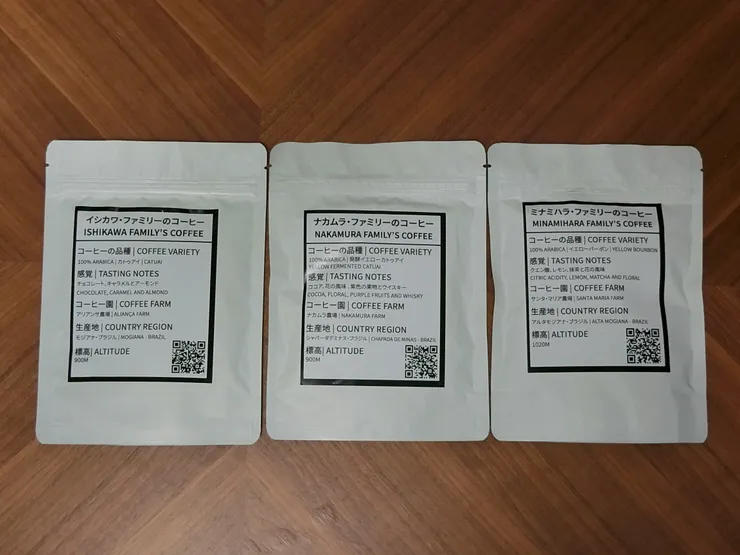 イシカワ・ファミリーのコーヒー
ISHIKAWA FAMILY'S COFFEE
コーヒーの品種 | COFFEE VARIETY
100% ARABICA | カトゥアイ | CATUAI
感覚 | TASTING NOTES
チョコレート、キャラメルとアーモンド
CHOCOLATE, CARAMEL AND ALMOND
コーヒー園 | COFFEE FARM
アリアンサ農場 | ALIANÇA FARM
生産地 | COUNTRY REGION
モジアナ・ブラジル | MOGIANA - BRAZIL
標高 | ALTITUDE
900M
ナカムラ・ファミリーのコーヒー
NAKAMURA FAMILY'S COFFEE
コーヒーの品種 | COFFEE VARIETY
100% ARABICA | 発酵イエローカトゥアイ
YELLOW FERMENTED CATUAI
感覚 | TASTING NOTES
ココア, 花の風味, 紫色の果物とウイスキー
COCOA, FLORAL, PURPLE FRUITS AND WHISKY
コーヒー園 | COFFEE FARM
ナカムラ農場 | NAKAMURA FARM
生産地 | COUNTRY REGION
シャパーダデミナス・ブラジル | CHAPADA DE MINAS - BRAZIL
標高 | ALTITUDE
900M
ミナミハラ・ファミリーのコーヒー
MINAMIHARA FAMILY'S COFFEE
コーヒーの品種 | COFFEE VARIETY
100% ARABICA | イエローバーボン | YELLOW BOURBON
感覚 | TASTING NOTES
クエン酸, レモン, 抹茶と花の風味
CITRIC ACIDITY, LEMON, MATCHA AND FLORAL
コーヒー園 | COFFEE FARM
サンタ・マリア農場 | SANTA MARIA FARM
生産地 | COUNTRY REGION
アルタモジアナ・ブラジル | ALTA MOGIANA - BRAZIL
標高 | ALTITUDE
1020M